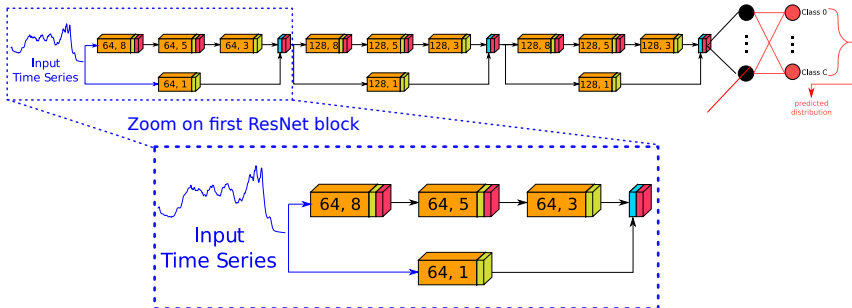 Class 0
64, 8
64, 5
64, 3
128, 8
128, 5
128, 3
128, 8
128, 5
128, 3
Input
Time Series
64, 1
128, 1
128, 1
Class C
predicted
distribution
Zoom on first ResNet block
64, 8
64, 5
64, 3
Input
Time Series
64, 1